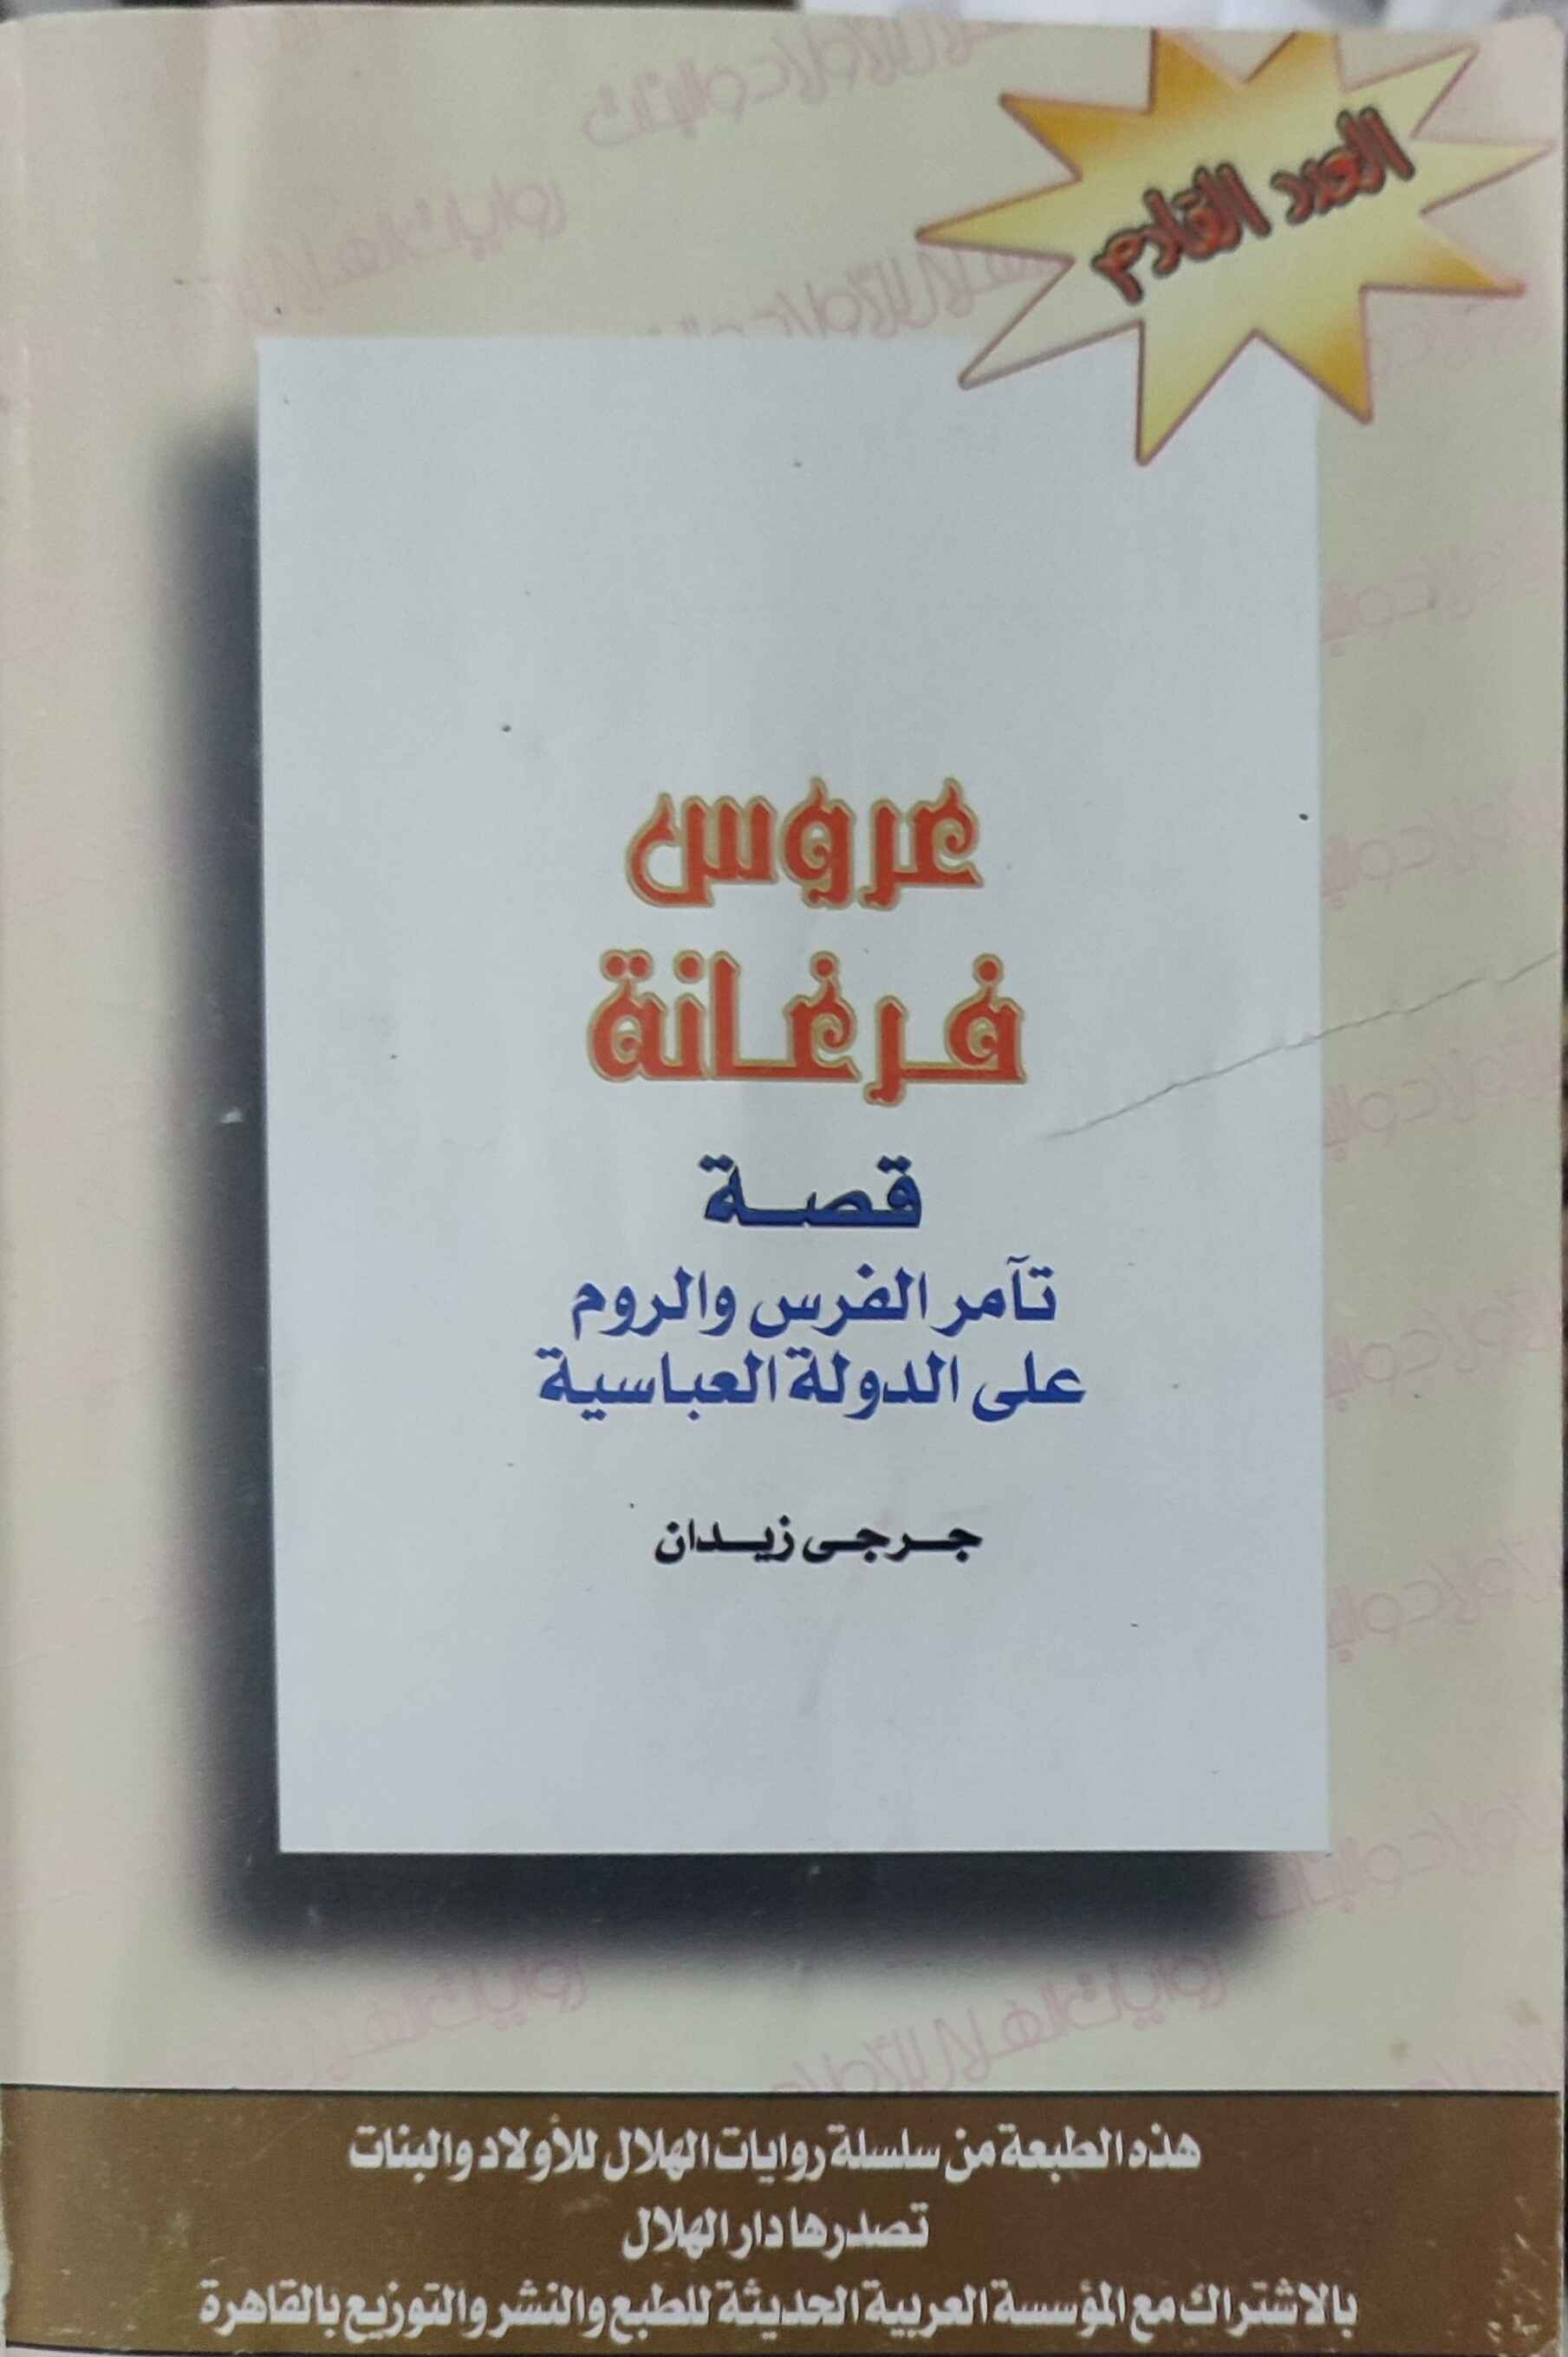 العدد القادم
عروس
فرغانة
قصة
تآمر الفرس والروم
على الدولة العباسية
جرجى زيدان
هذه الطبعة من سلسلة روايات الهلال للأولاد والبنات
تصدرها دار الهلال
بالاشتراك مع المؤسسة العربية الحديثة للطبع والنشر والتوزيع بالقاهرة